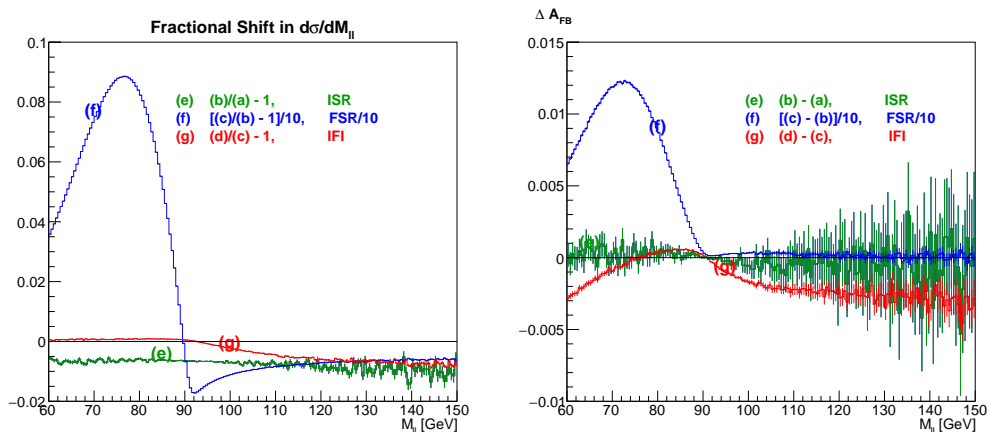 Fractional Shift in dσ/dM_ll
0.1
0.08
0.06
0.04
0.02
0
−0.02
60 70 80 90 100 110 120 130 140 150
M_ll [GeV]
(e) (b)/(a) - 1, ISR
(f) [(c)/(b) - 1]/10, FSR/10
(g) (d)/(c) - 1, IFI
(f)
(g)
(e)
Δ A_FB
0.015
0.01
0.005
0
−0.005
−0.01
60 70 80 90 100 110 120 130 140 150
M_ll [GeV]
(e) (b) - (a), ISR
(f) [(c) - (b)]/10, FSR/10
(g) (d) - (c), IFI
(f)
(e)
(g)